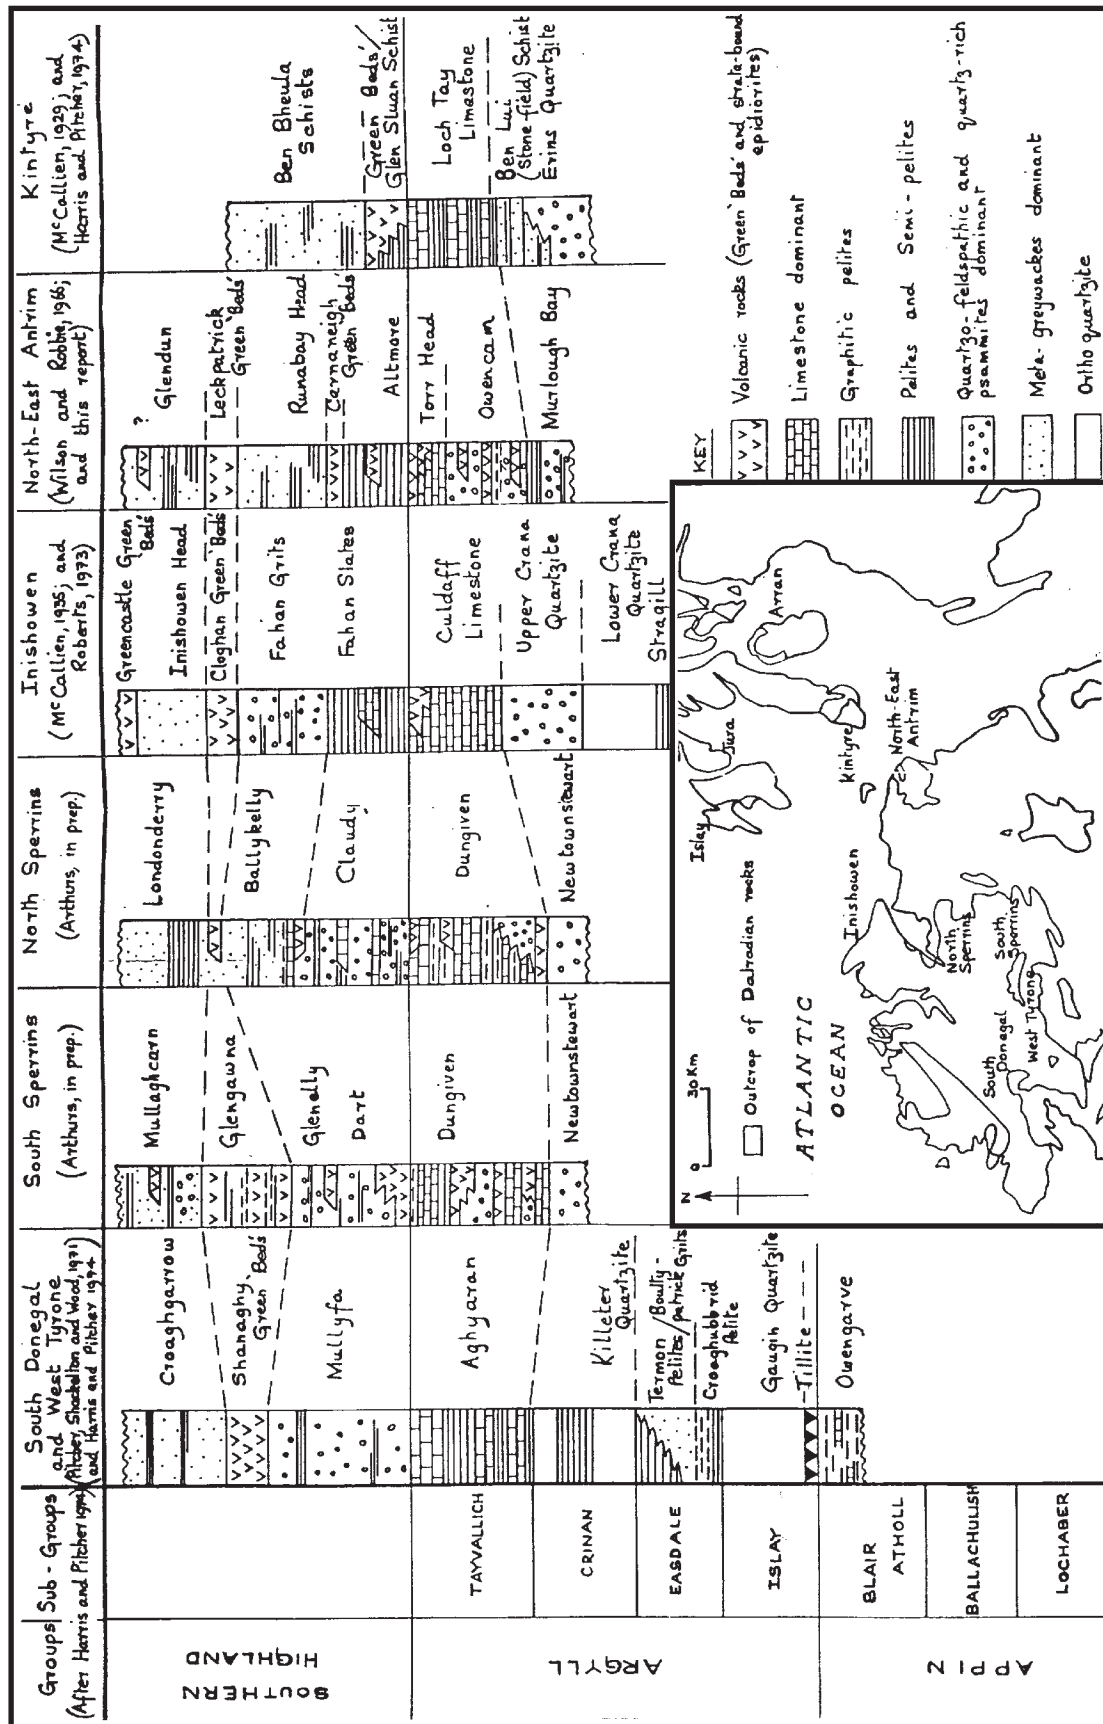 Groups
Sub-Groups
(After Harris and Pitcher 1974)
South Donegal
and West Tyrone
(Pitcher, Shackelton and Wood, 1971
and Harris and Pitcher 1974)
South Sperrins
(Arthurs, in prep.)
North Sperrins
(Arthurs, in prep.)
Inishowen
(McCallien, 1935; and
Roberts, 1973)
North-East Antrim
(Wilson and Robbie, 1966;
and this report)
Kintyre
(McCallien, 1929; and
Harris and Pitcher, 1974)
SOUTHERN
HIGHLAND
ARGYLL
APPIN
TAYVALLICH
CRINAN
EASDALE
ISLAY
BLAIR
ATHOLL
BALLACHULISH
LOCHABER
Croaghgarrow
Shanaghy
Green 'Beds'
Mullyfa
Aghyaran
Killeter
Quartzite
Termon/Boulty-
Pelites/patrick Grits
Croaghubbrid
Pelite
Gaugin Quartzite
Tillite
Owengarve
Mullaghcarn
Glengawna
Glenelly
Dart
Dungiven
Newtownstewart
Londonderry
Ballykelly
Claudy
Dungiven
Newtownstewart
Greencastle Green
'Beds'
Inishowen Head
Cloghan Green 'Beds'
Fahan Grits
Fahan Slates
Culdaff
Limestone
Upper Crana
Quartzite
Lower Crana
Quartzite
Stragill
?
Glendun
Leckpatrick
Green 'Beds'
Runabay Head
Carnaneigh
Green 'Beds'
Altmore
Torr Head
Owencam
Murlough Bay
Ben Bheula
Schists
Green 'Beds'/
Glen Sluan Schist
Loch Tay
Limestone
Ben Lui
(Stonefield) Schist
Erins Quartzite
KEY
Volcanic rocks (Green 'Beds' and strata-bound
epidiorites)
Limestone dominant
Graphitic pelites
Pelites and Semi-pelites
Quartzo-feldspathic and quartz-rich
psammites dominant
Meta-greywackes dominant
Ortho quartzite
N
0 30 Km
Outcrop of Dalradian rocks
ATLANTIC
OCEAN
Islay
Jura
Arran
Kintyre
North-East
Antrim
Inishowen
North
Sperrins
South
Sperrins
South
Donegal
West Tyrone